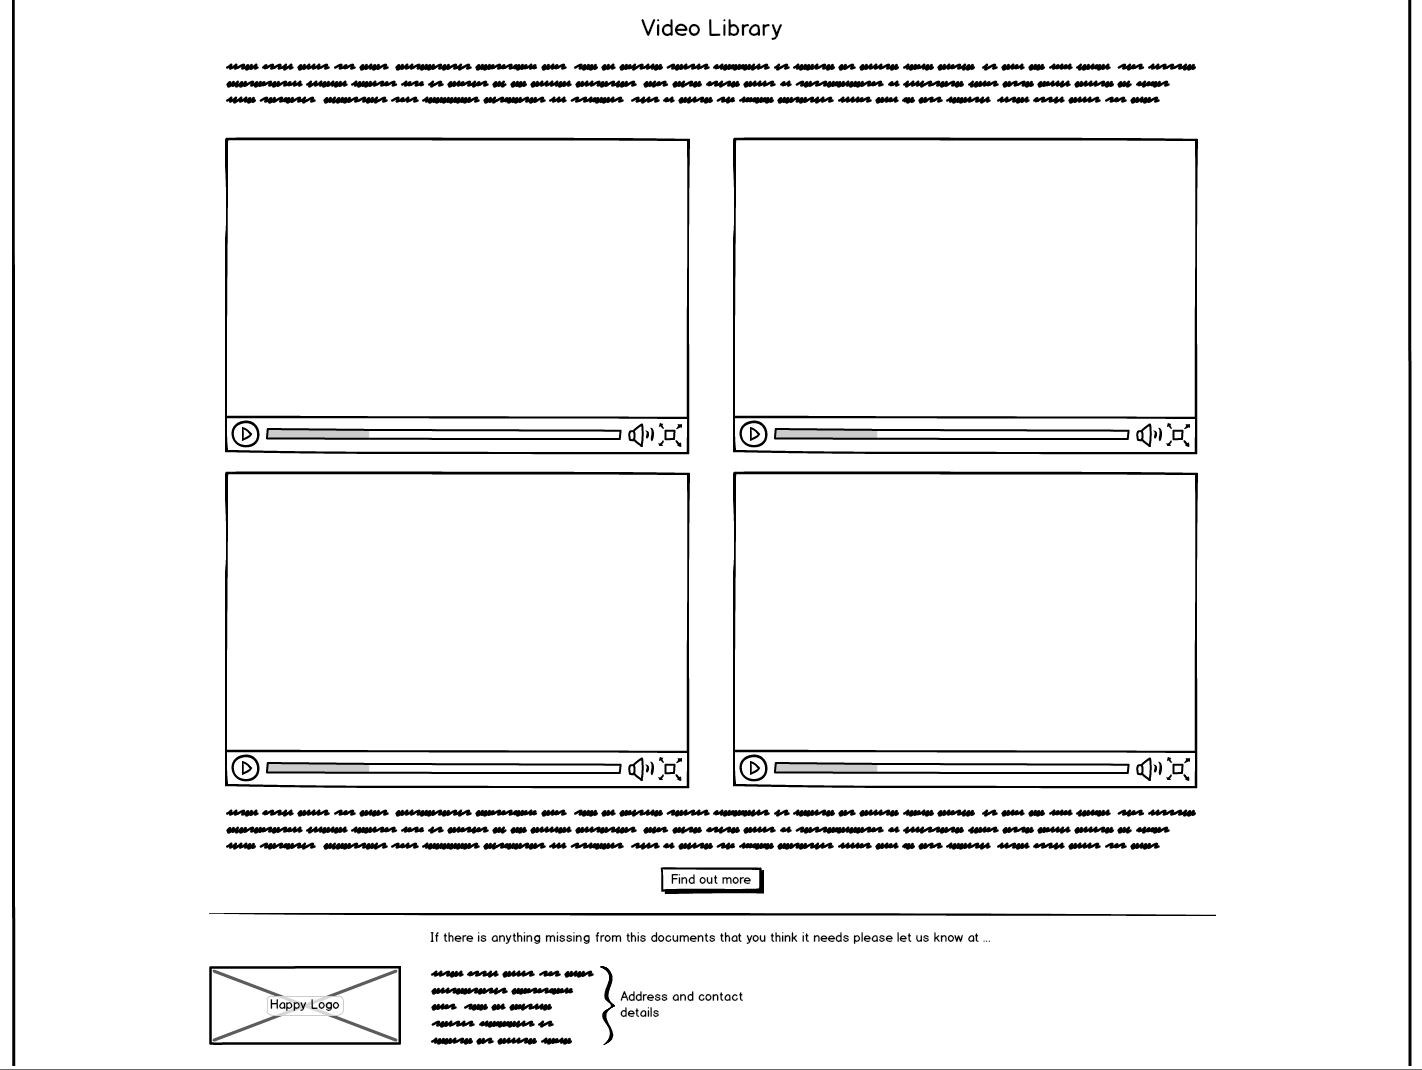 Video Library
Find out more
If there is anything missing from this documents that you think it needs please let us know at ...
Happy Logo
Address and contact
details